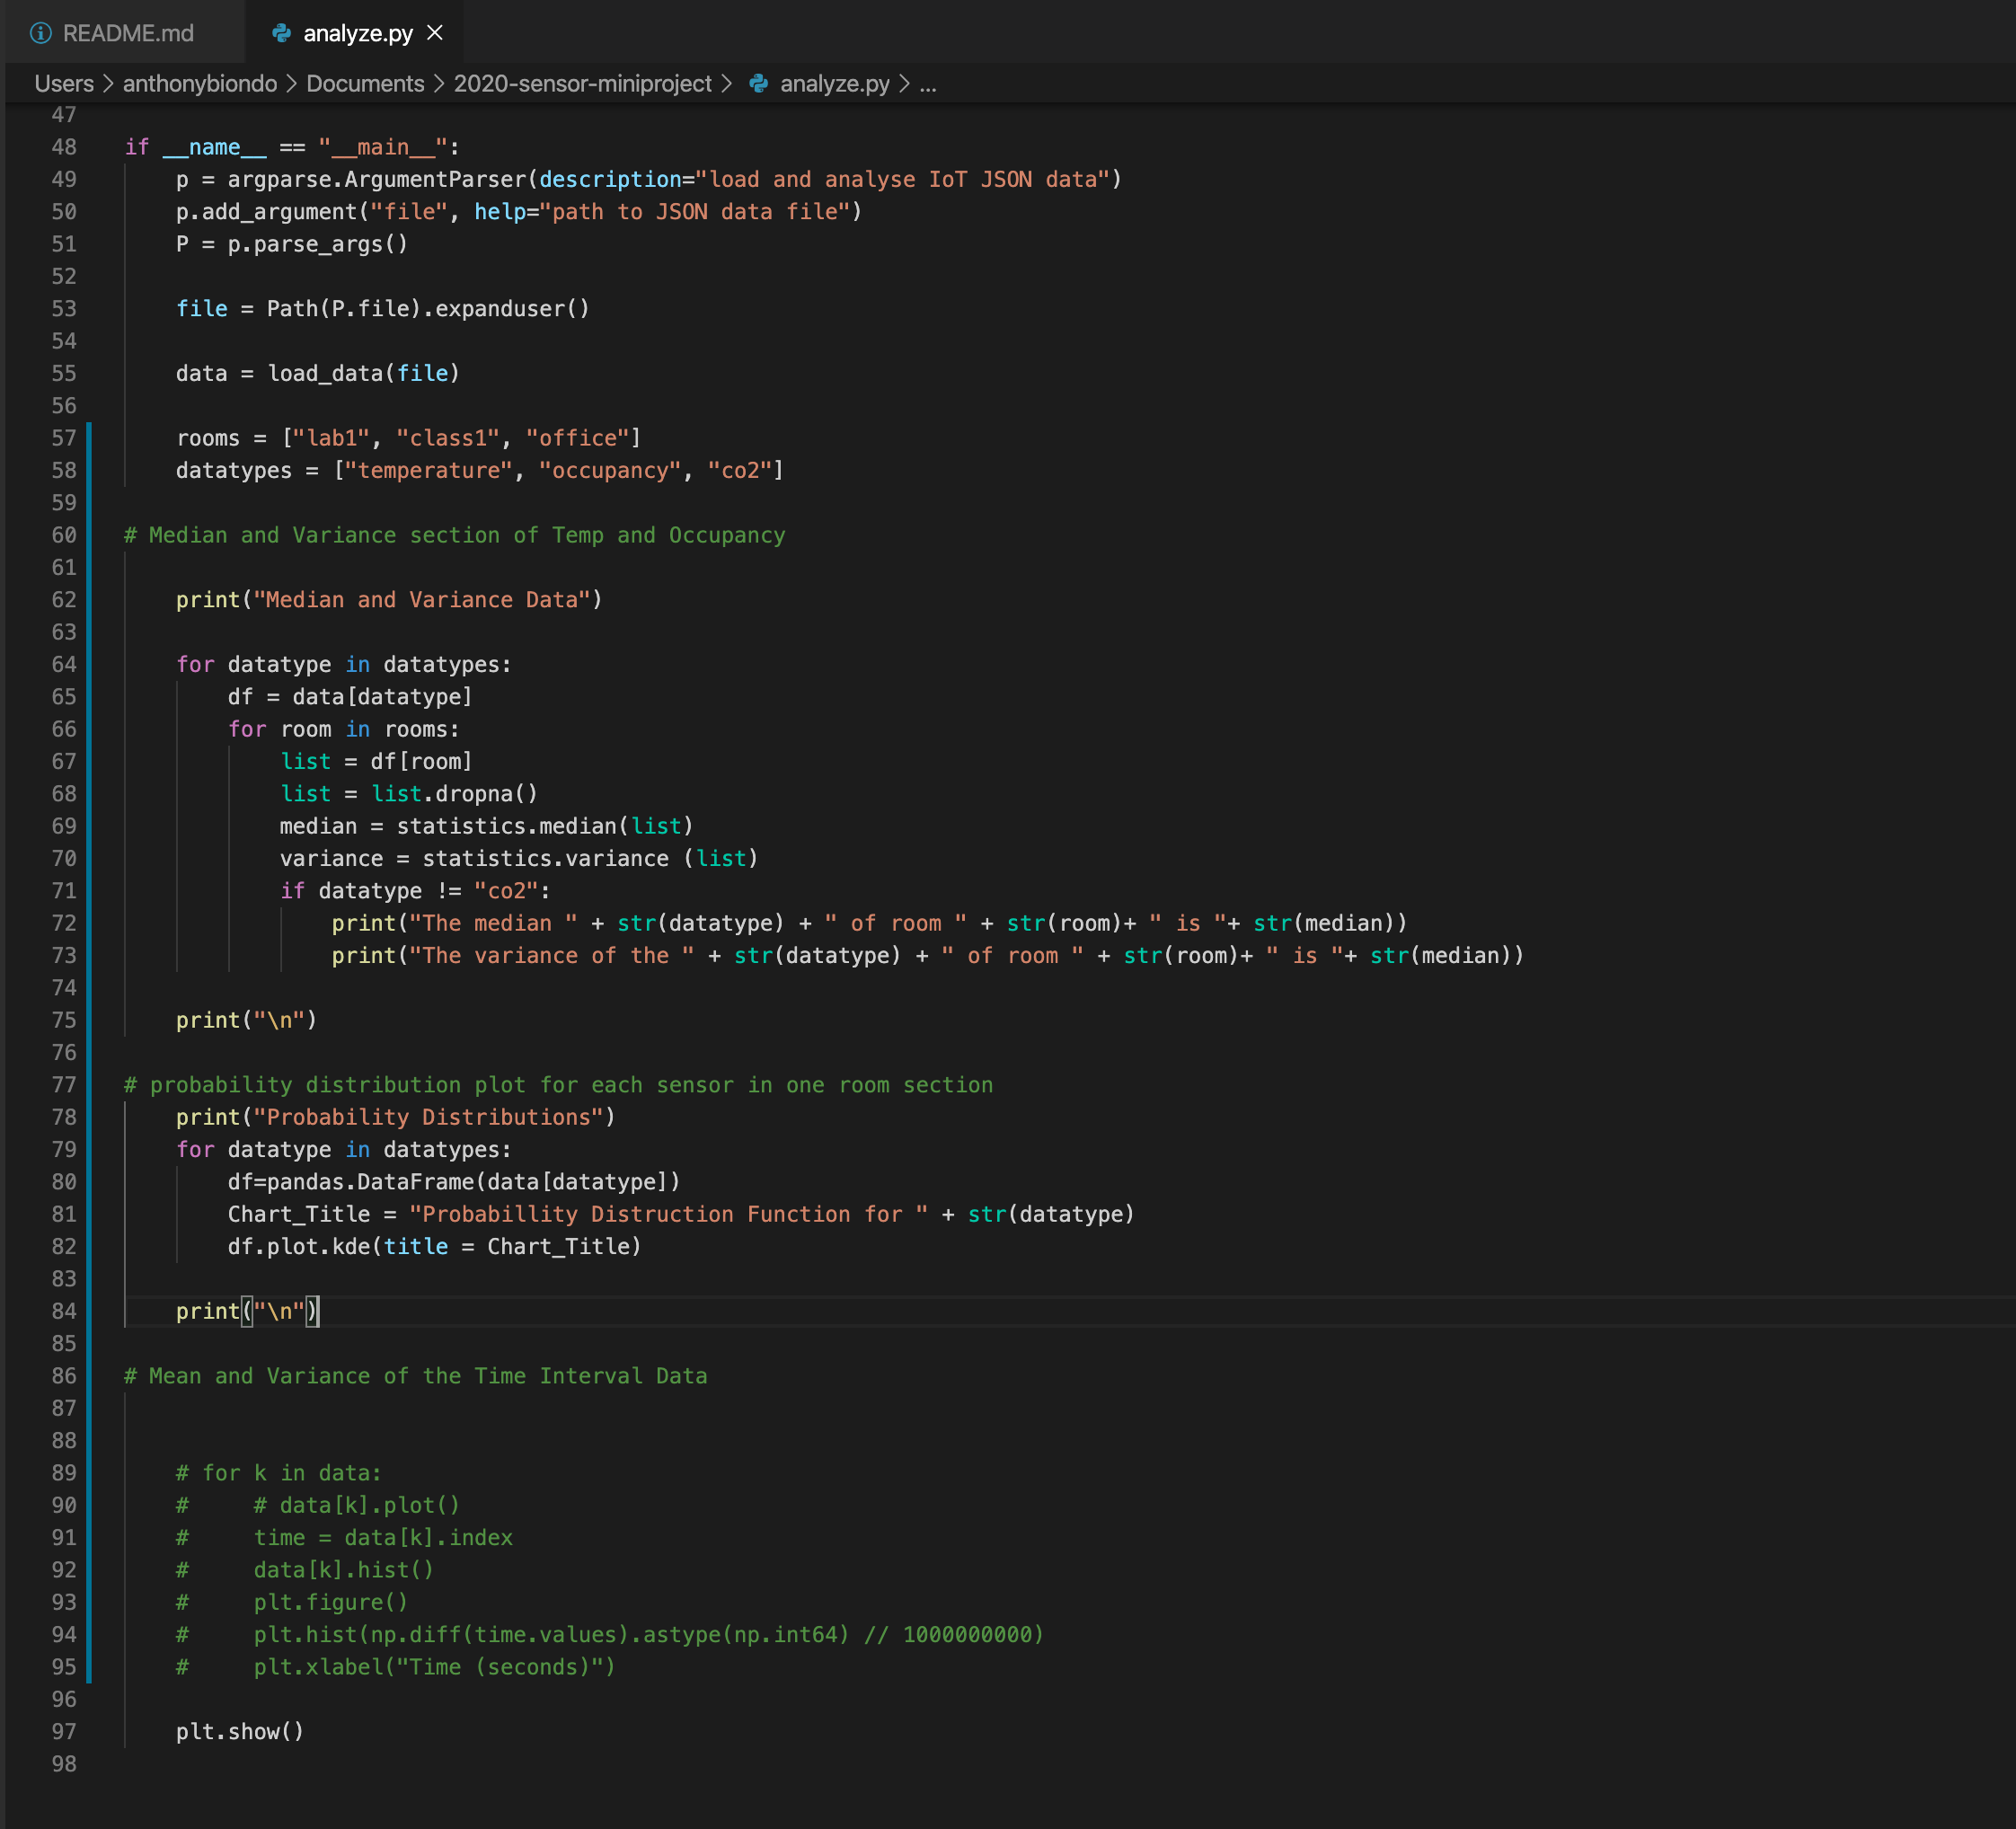 README.md analyze.py
Users > anthonybiondo > Documents > 2020-sensor-miniproject > analyze.py > ...
47
48 if __name__ == "__main__":
49     p = argparse.ArgumentParser(description="load and analyse IoT JSON data")
50     p.add_argument("file", help="path to JSON data file")
51     P = p.parse_args()
52
53     file = Path(P.file).expanduser()
54
55     data = load_data(file)
56
57     rooms = ["lab1", "class1", "office"]
58     datatypes = ["temperature", "occupancy", "co2"]
59
60 # Median and Variance section of Temp and Occupancy
61
62     print("Median and Variance Data")
63
64     for datatype in datatypes:
65         df = data[datatype]
66         for room in rooms:
67             list = df[room]
68             list = list.dropna()
69             median = statistics.median(list)
70             variance = statistics.variance (list)
71             if datatype != "co2":
72                 print("The median " + str(datatype) + " of room " + str(room)+ " is "+ str(median))
73                 print("The variance of the " + str(datatype) + " of room " + str(room)+ " is "+ str(median))
74
75     print("\n")
76
77 # probability distribution plot for each sensor in one room section
78     print("Probability Distributions")
79     for datatype in datatypes:
80         df=pandas.DataFrame(data[datatype])
81         Chart_Title = "Probabillity Distruction Function for " + str(datatype)
82         df.plot.kde(title = Chart_Title)
83
84     print("\n")
85
86 # Mean and Variance of the Time Interval Data
87
88
89     # for k in data:
90     #     # data[k].plot()
91     #     time = data[k].index
92     #     data[k].hist()
93     #     plt.figure()
94     #     plt.hist(np.diff(time.values).astype(np.int64) // 1000000000)
95     #     plt.xlabel("Time (seconds)")
96
97     plt.show()
98